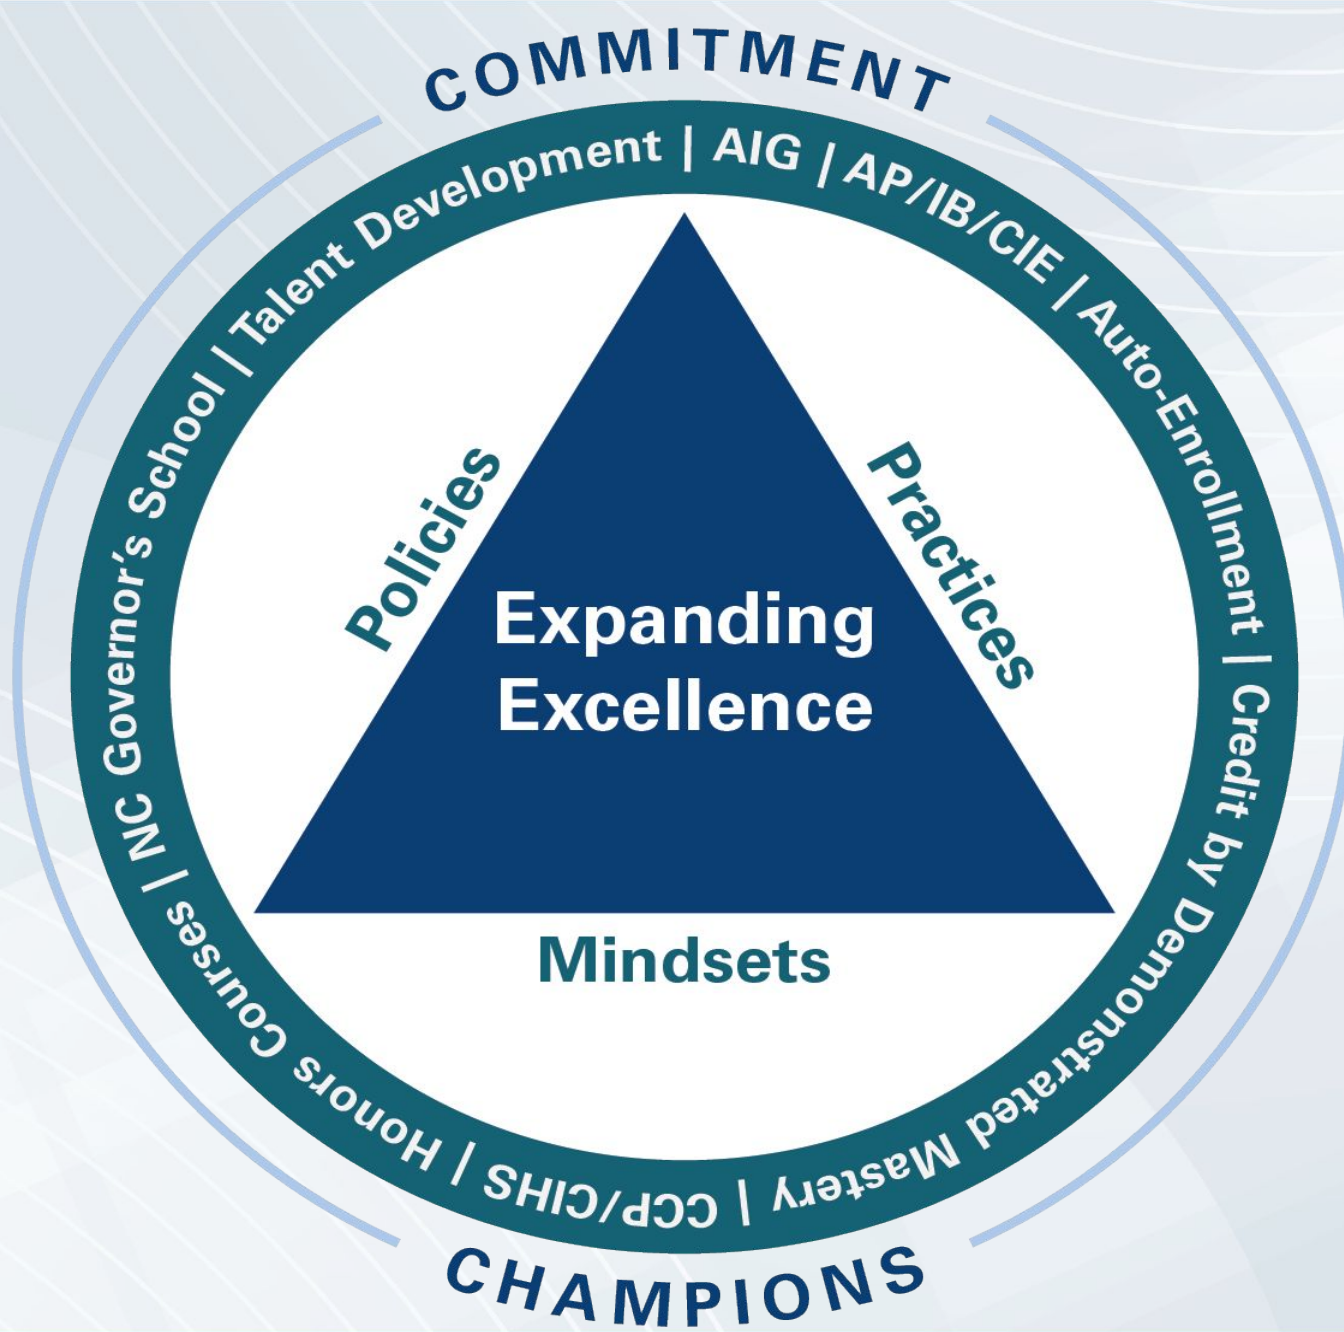 COMMITMENT
Talent Development | AIG | AP/IB/CIE | Auto-Enrollment | Credit by Demonstrated Mastery | CCP/CIHS | Honors Courses | NC Governor's School |
Policies
Practices
Expanding
Excellence
Mindsets
CHAMPIONS